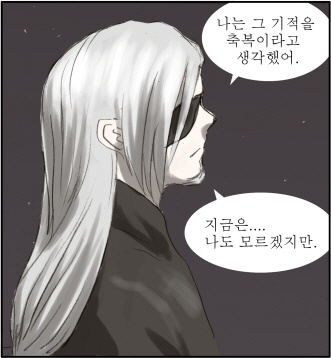 나는 그 기적을
축복이라고
생각했어.
지금은....
나도 모르겠지만.